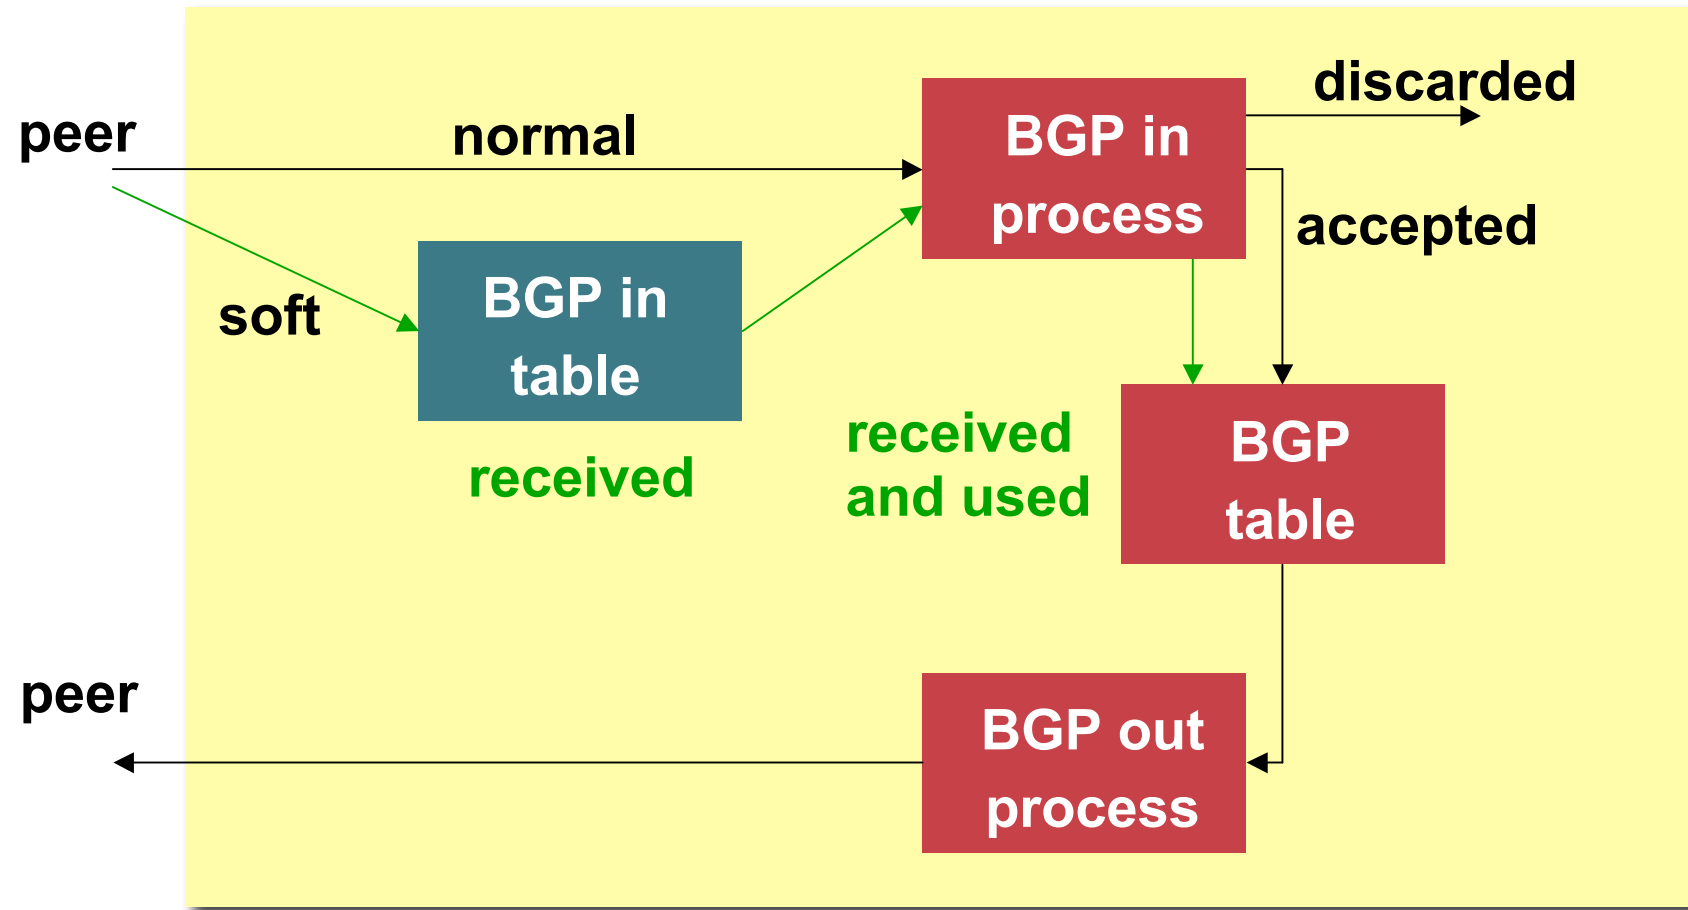 discarded
peer
normal
BGP in
process
accepted
soft
BGP in
table
received
received
and used
BGP
table
peer
BGP out
process